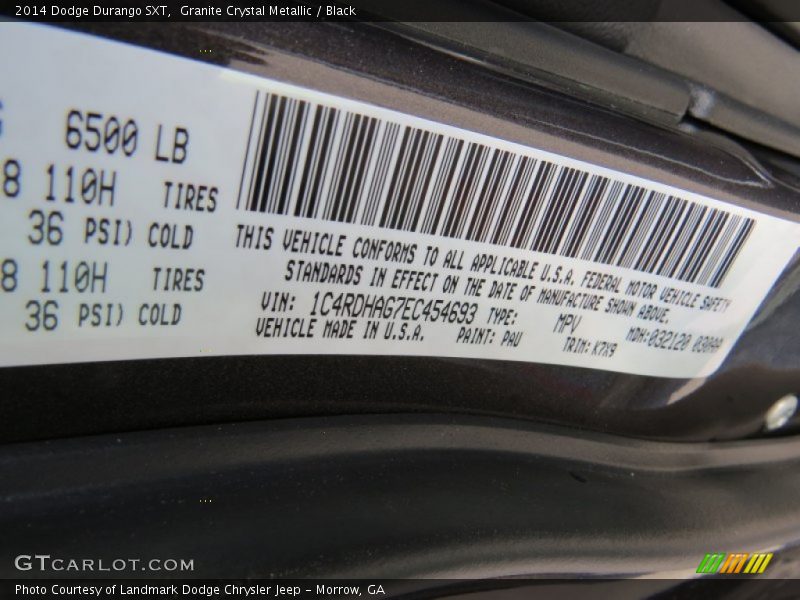 2014 Dodge Durango SXT,  Granite Crystal Metallic / Black
6500 LB
8 110H TIRES
36 PSI) COLD
8 110H TIRES
36 PSI) COLD
THIS VEHICLE CONFORMS TO ALL APPLICABLE U.S.A. FEDERAL MOTOR VEHICLE SAFETY
STANDARDS IN EFFECT ON THE DATE OF MANUFACTURE SHOWN ABOVE.
VIN: 1C4RDHAG7EC454693 TYPE: MPV
VEHICLE MADE IN U.S.A. PAINT: PAU TRIM: K7X9 MDH:032120
GTCARLOT.COM
Photo Courtesy of Landmark Dodge Chrysler Jeep - Morrow, GA